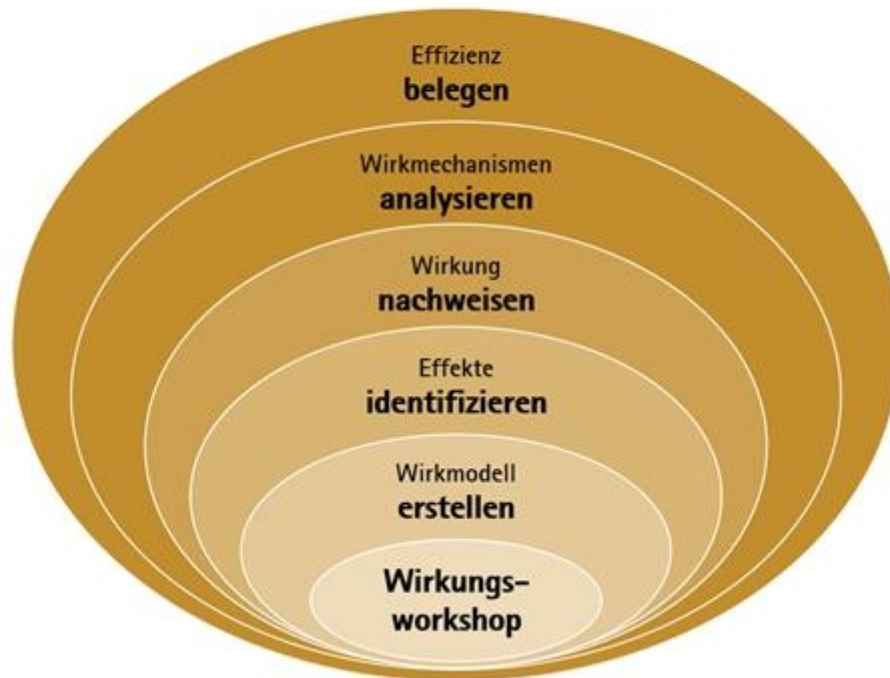 Effizienz
belegen
Wirkmechanismen
analysieren
Wirkung
nachweisen
Effekte
identifizieren
Wirkmodell
erstellen
Wirkungs-
workshop